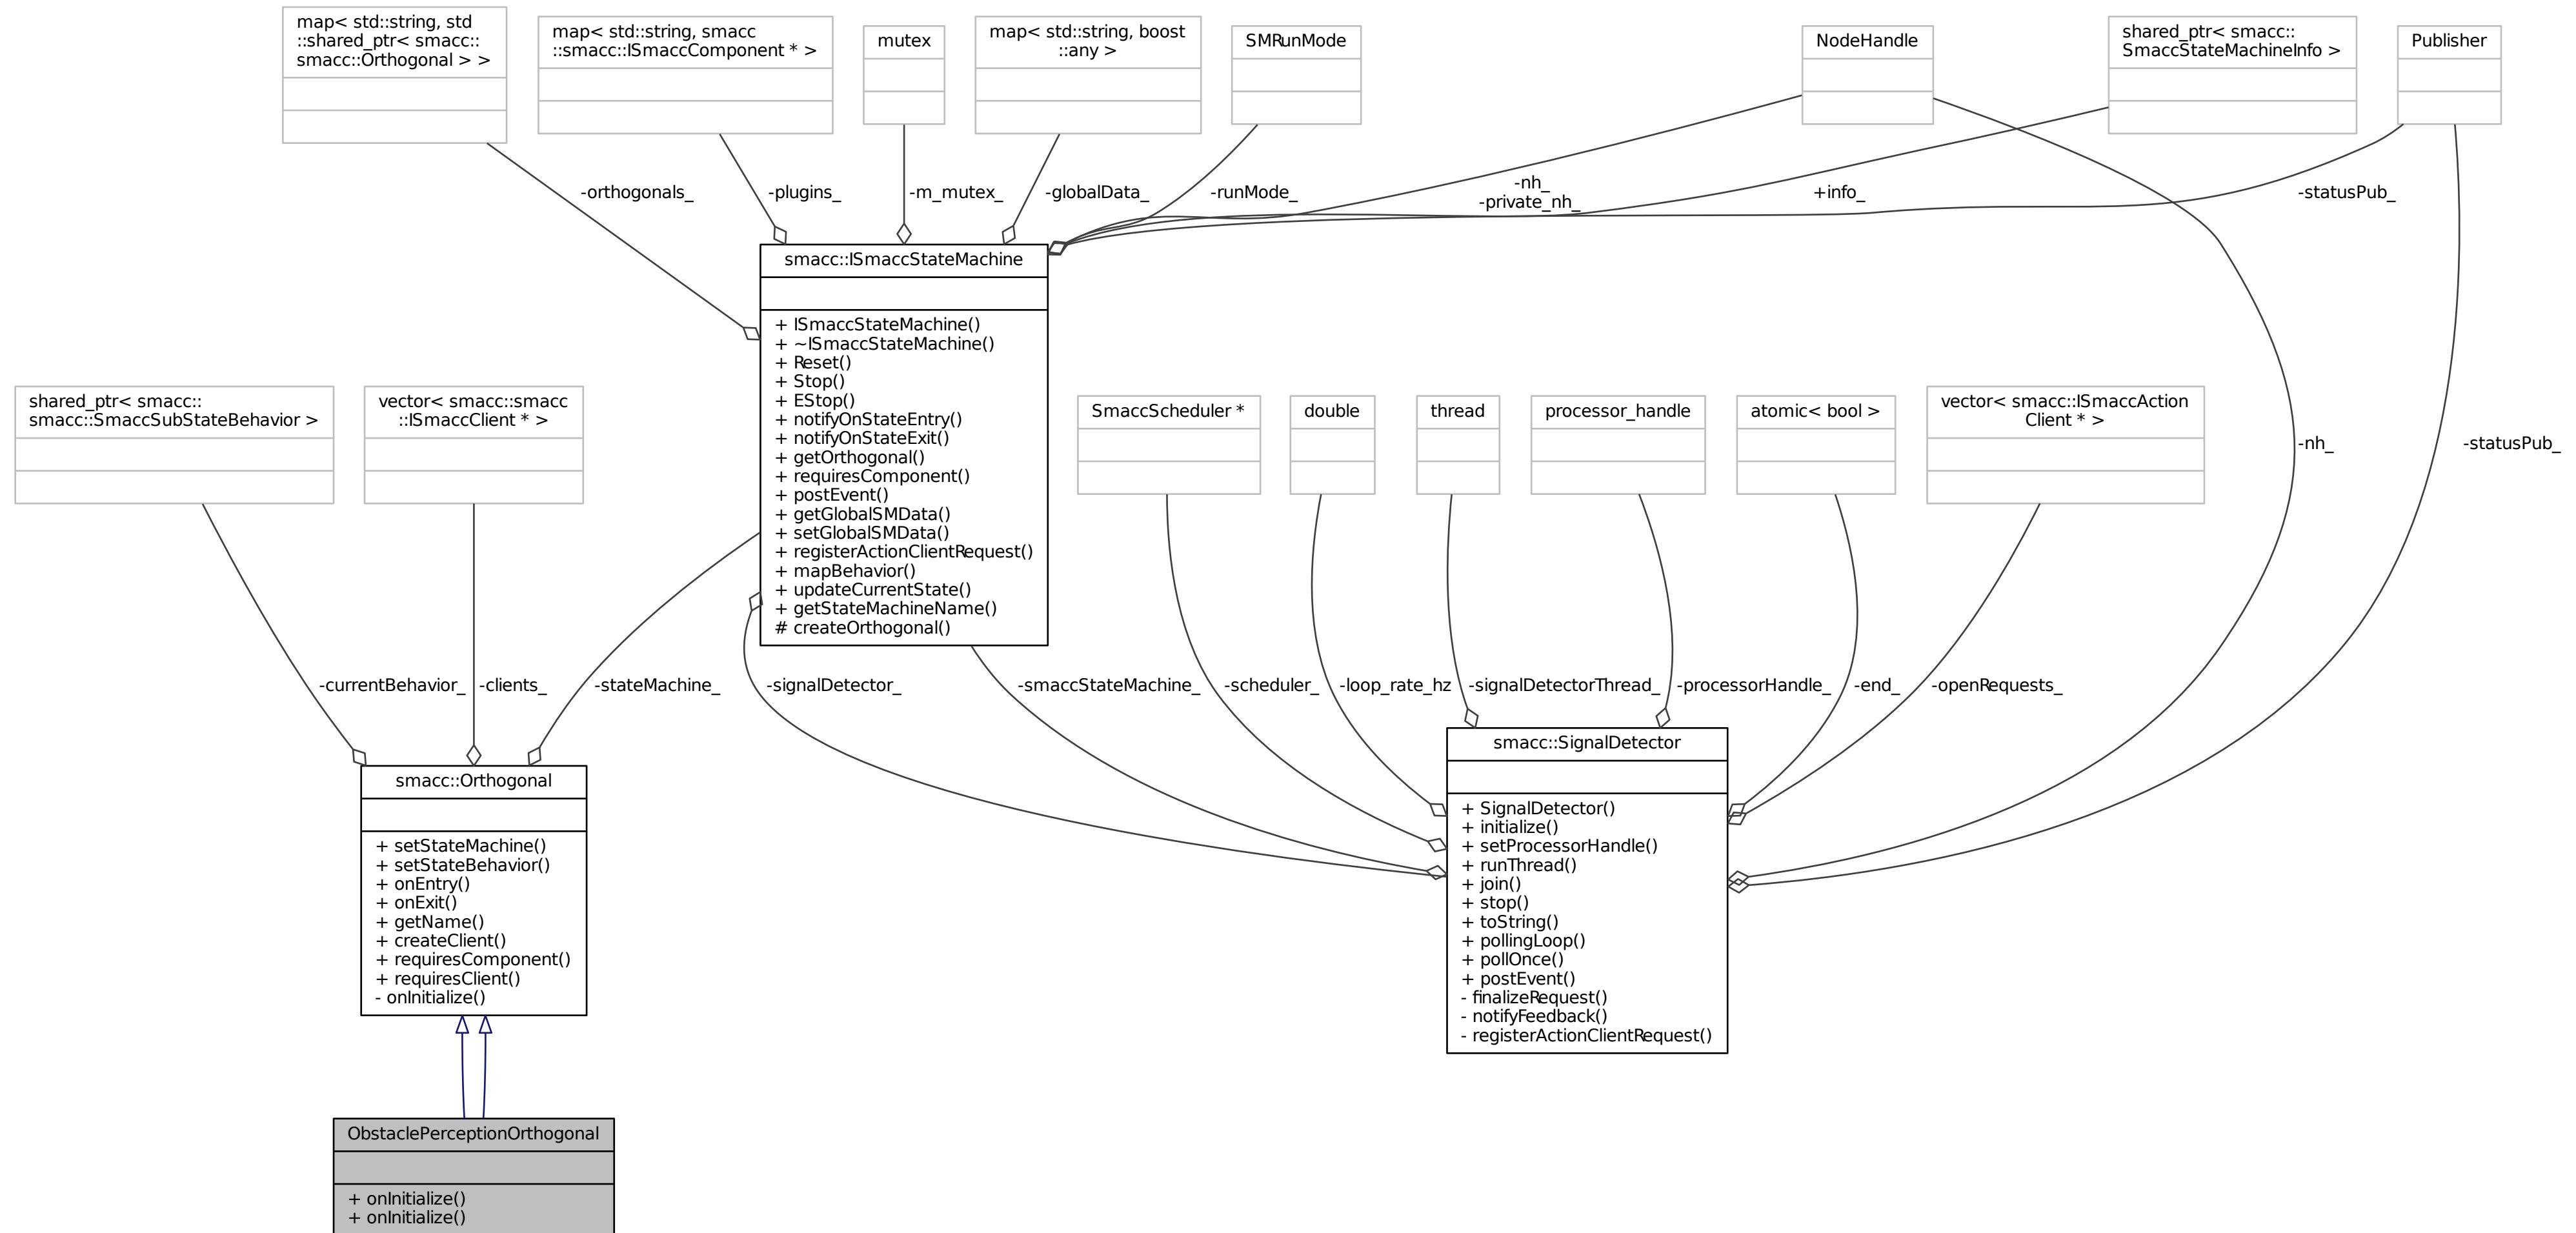 map< std::string, std
::shared_ptr< smacc::
smacc::Orthogonal > >
map< std::string, smacc
::smacc::ISmaccComponent * >
mutex
map< std::string, boost
::any >
SMRunMode
NodeHandle
shared_ptr< smacc::
SmaccStateMachineInfo >
Publisher
-orthogonals_
-plugins_
-m_mutex_
-globalData_
-runMode_
-nh_
-private_nh_
+info_
-statusPub_
smacc::ISmaccStateMachine
+ ISmaccStateMachine()
+ ~ISmaccStateMachine()
+ Reset()
+ Stop()
+ EStop()
+ notifyOnStateEntry()
+ notifyOnStateExit()
+ getOrthogonal()
+ requiresComponent()
+ postEvent()
+ getGlobalSMData()
+ setGlobalSMData()
+ registerActionClientRequest()
+ mapBehavior()
+ updateCurrentState()
+ getStateMachineName()
# createOrthogonal()
shared_ptr< smacc::
smacc::SmaccSubStateBehavior >
vector< smacc::smacc
::ISmaccClient * >
SmaccScheduler *
double
thread
processor_handle
atomic< bool >
vector< smacc::ISmaccAction
Client * >
-nh_
-statusPub_
-currentBehavior_
-clients_
-stateMachine_
-signalDetector_
-smaccStateMachine_
-scheduler_
-loop_rate_hz
-signalDetectorThread_
-processorHandle_
-end_
-openRequests_
smacc::Orthogonal
+ setStateMachine()
+ setStateBehavior()
+ onEntry()
+ onExit()
+ getName()
+ createClient()
+ requiresComponent()
+ requiresClient()
- onInitialize()
smacc::SignalDetector
+ SignalDetector()
+ initialize()
+ setProcessorHandle()
+ runThread()
+ join()
+ stop()
+ toString()
+ pollingLoop()
+ pollOnce()
+ postEvent()
- finalizeRequest()
- notifyFeedback()
- registerActionClientRequest()
ObstaclePerceptionOrthogonal
+ onInitialize()
+ onInitialize()